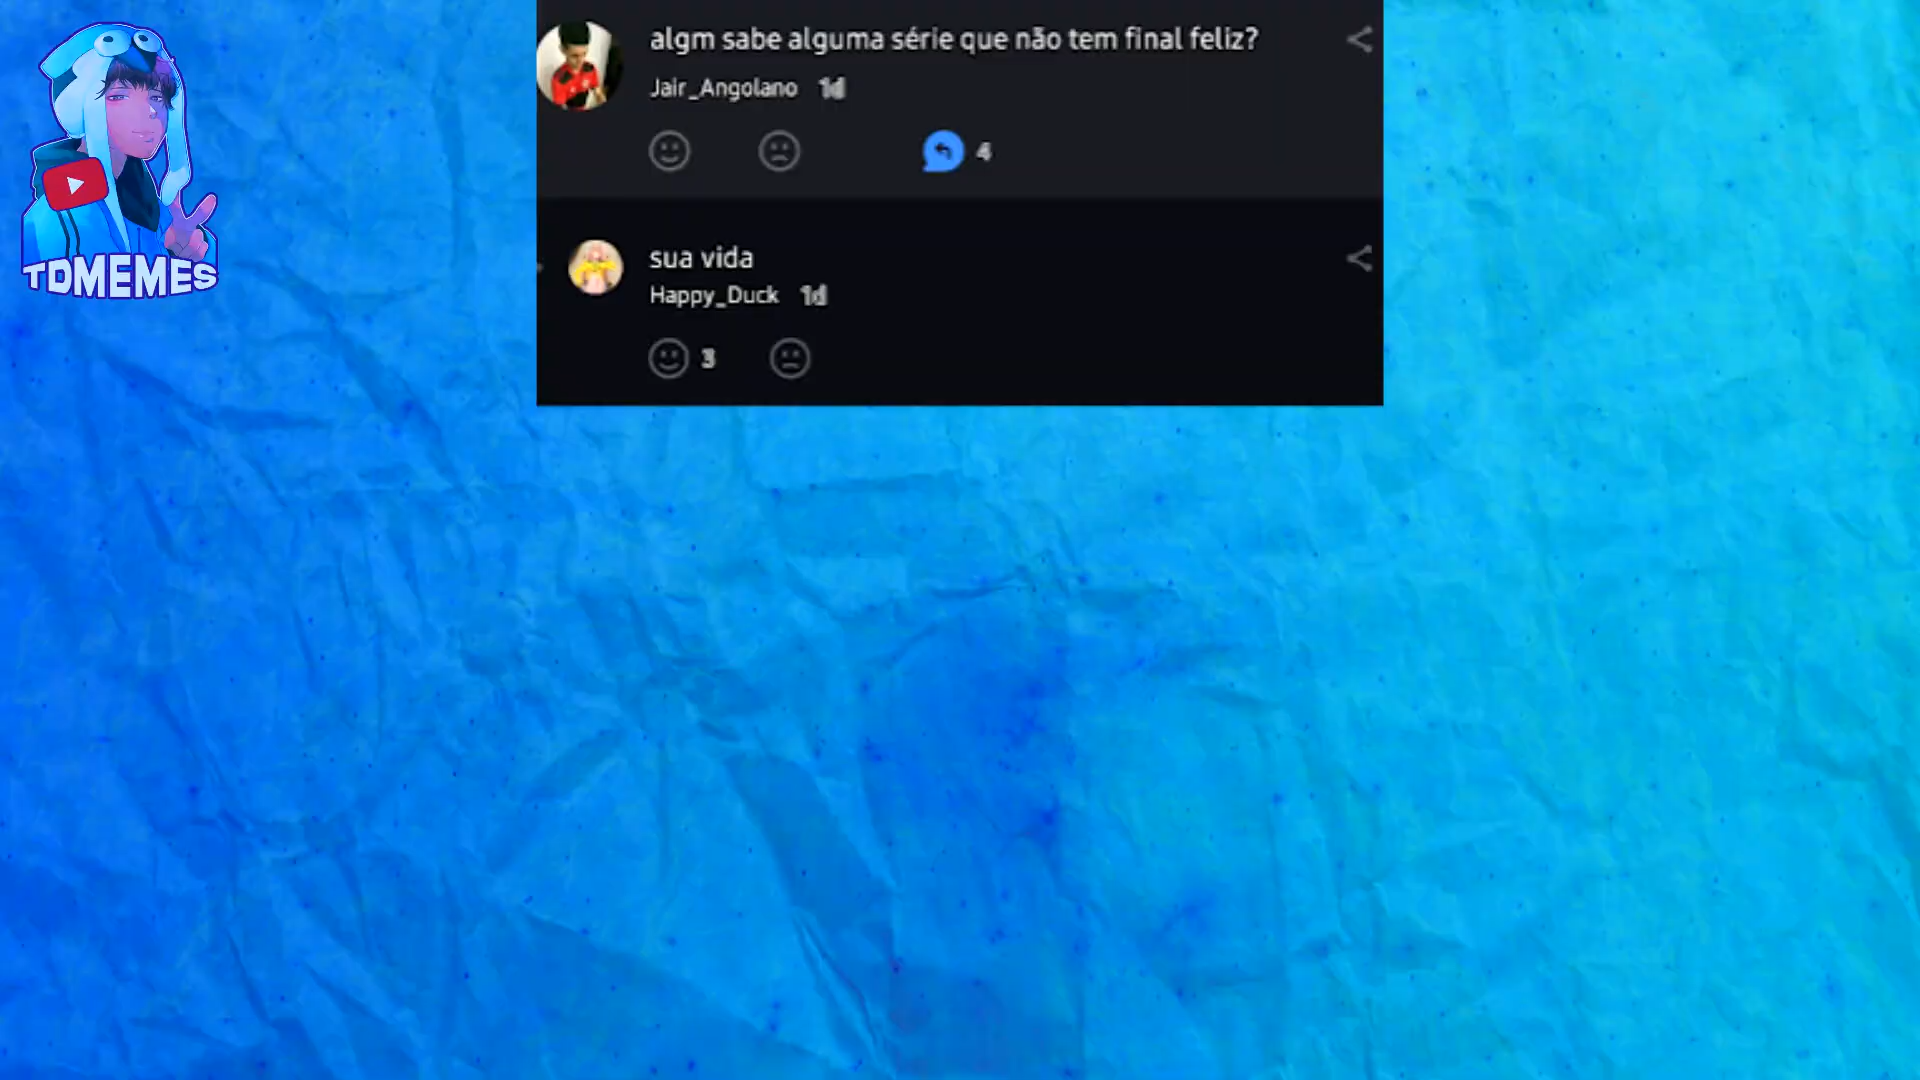 algm sabe alguma série que não tem final feliz?
Jair_Angolano 1d
4
sua vida
Happy_Duck 1d
3
TDMEMES